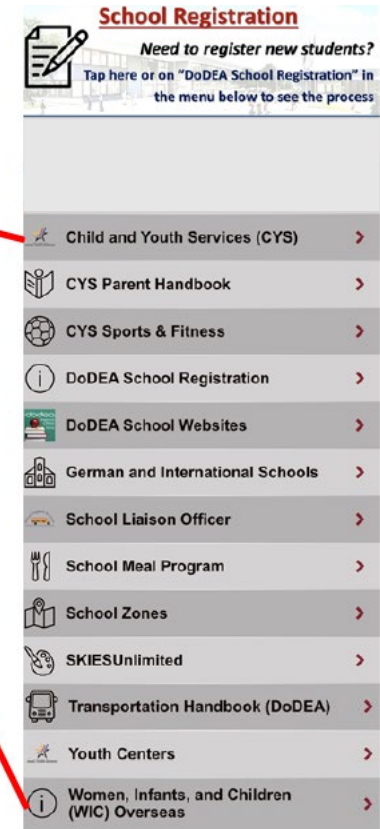 School Registration
Need to register new students?
Tap here or on "DoDEA School Registration" in
the menu below to see the process
Child and Youth Services (CYS)
CYS Parent Handbook
CYS Sports & Fitness
DoDEA School Registration
DoDEA School Websites
German and International Schools
School Liaison Officer
School Meal Program
School Zones
SKIESUnlimited
Transportation Handbook (DoDEA)
Youth Centers
Women, Infants, and Children
(WIC) Overseas